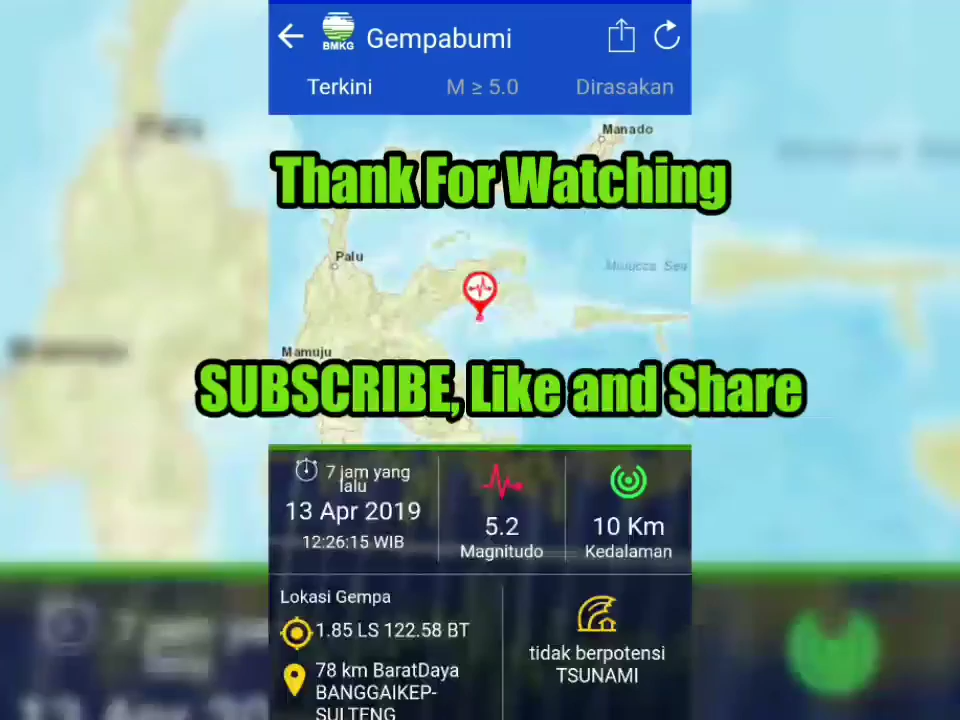 BMKG
Gempabumi
Terkini
M ≥ 5.0
Dirasakan
Manado
Thank For Watching
Palu
Molucca Sea
Mamuju
SUBSCRIBE, Like and Share
7 jam yang
lalu
13 Apr 2019
12:26:15 WIB
5.2
Magnitudo
10 Km
Kedalaman
Lokasi Gempa
1.85 LS 122.58 BT
78 km BaratDaya
BANGGAIKEP-
SULTENG
tidak berpotensi
TSUNAMI